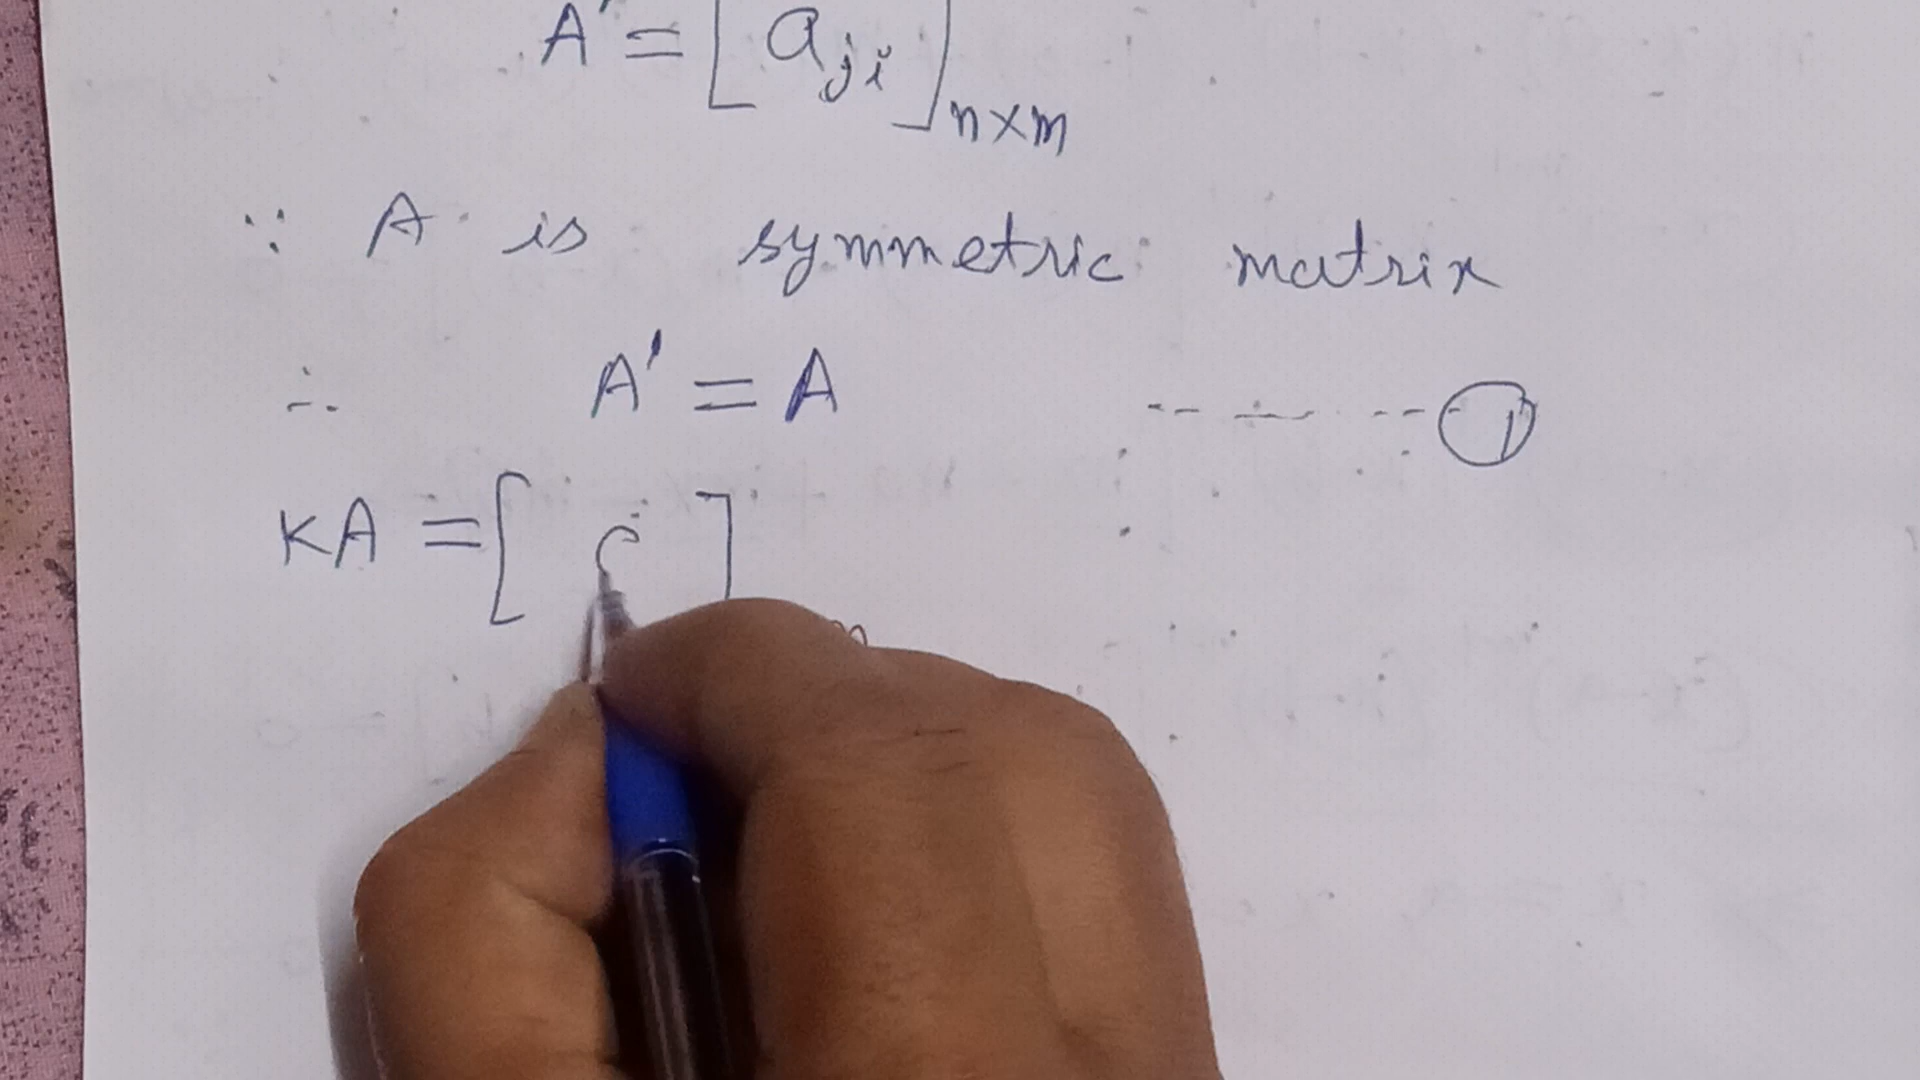 A' = [ a_ji ] n×m
∵ A is symmetric matrix
∴ A' = A ------- ①
KA = [ ]